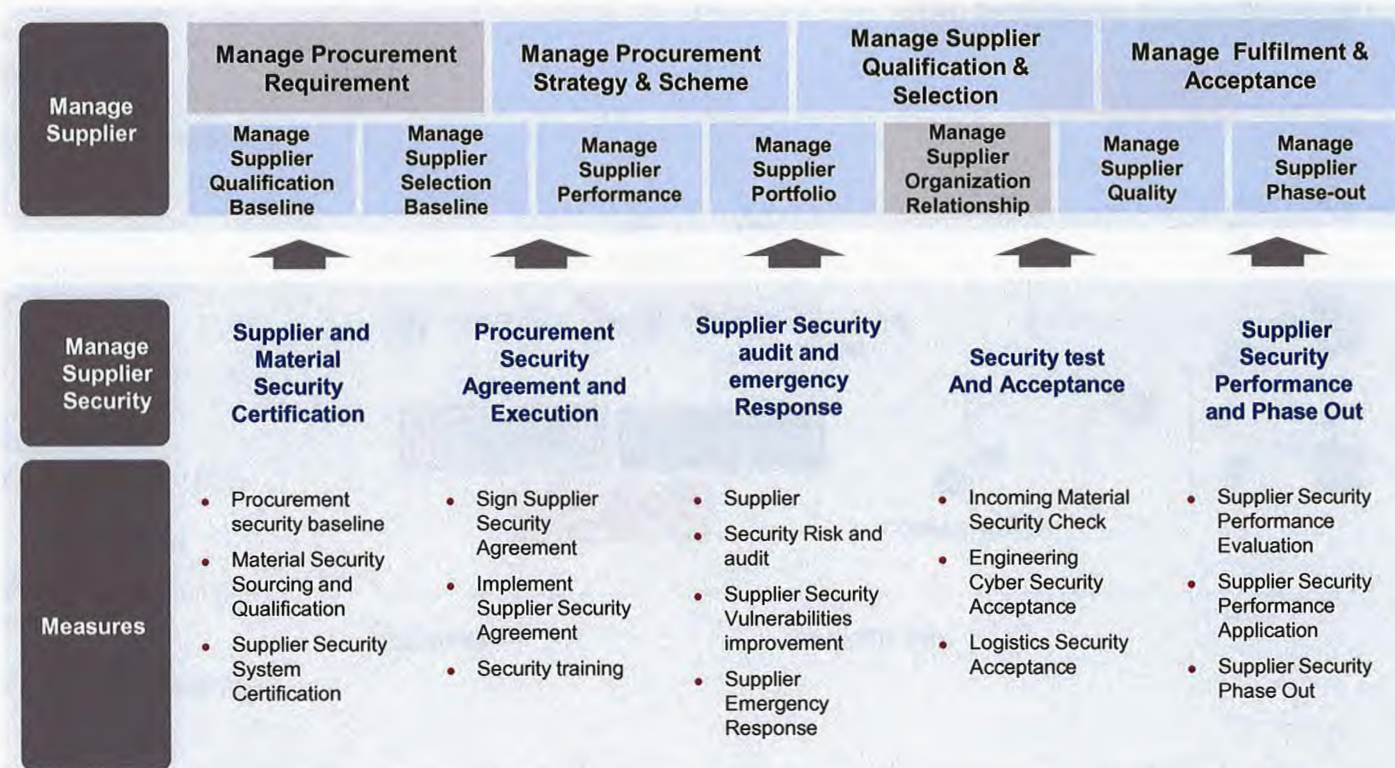 Manage
Supplier
Manage Procurement
Requirement
Manage Procurement
Strategy & Scheme
Manage Supplier
Qualification &
Selection
Manage Fulfilment &
Acceptance
Manage
Supplier
Qualification
Baseline
Manage
Supplier
Selection
Baseline
Manage
Supplier
Performance
Manage
Supplier
Portfolio
Manage
Supplier
Organization
Relationship
Manage
Supplier
Quality
Manage
Supplier
Phase-out
Manage
Supplier
Security
Supplier and
Material
Security
Certification
Procurement
Security
Agreement and
Execution
Supplier Security
audit and
emergency
Response
Security test
And Acceptance
Supplier
Security
Performance
and Phase Out
Measures
• Procurement
security baseline
• Material Security
Sourcing and
Qualification
• Supplier Security
System
Certification
• Sign Supplier
Security
Agreement
• Implement
Supplier Security
Agreement
• Security training
• Supplier
• Security Risk and
audit
• Supplier Security
Vulnerabilities
improvement
• Supplier
Emergency
Response
• Incoming Material
Security Check
• Engineering
Cyber Security
Acceptance
• Logistics Security
Acceptance
• Supplier Security
Performance
Evaluation
• Supplier Security
Performance
Application
• Supplier Security
Phase Out